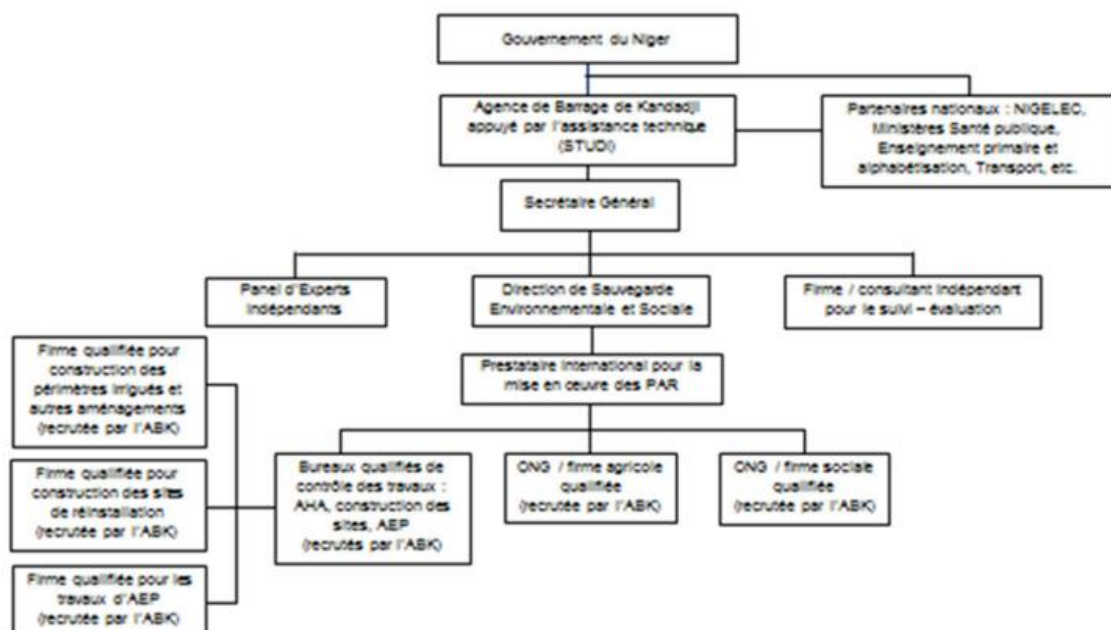 Gouvernement du Niger
Agence de Barrage de Kandadji
appuyé par l'assistance technique
(STUDI)
Partenaires nationaux : NIGELEC,
Ministères Santé publique,
Enseignement primaire et
alphabétisation, Transport, etc.
Secrétaire Général
Panel d'Experts
Indépendants
Direction de Sauvegarde
Environnementale et Sociale
Firme / consultant indépendant
pour le suivi – évaluation
Prestataire international pour la
mise en œuvre des PAR
Firme qualifiée pour
construction des
périmètres irrigués et
autres aménagements
(recrutée par l'ABK)
Firme qualifiée pour
construction des sites
de réinstallation
(recrutée par l'ABK)
Firme qualifiée pour les
travaux d'AEP
(recrutée par l'ABK)
Bureaux qualifiés de
contrôle des travaux :
AHA, construction des
sites, AEP
(recrutés par l'ABK)
ONG / firme agricole
qualifiée
(recrutée par l'ABK)
ONG / firme sociale
qualifiée
(recrutée par l'ABK)